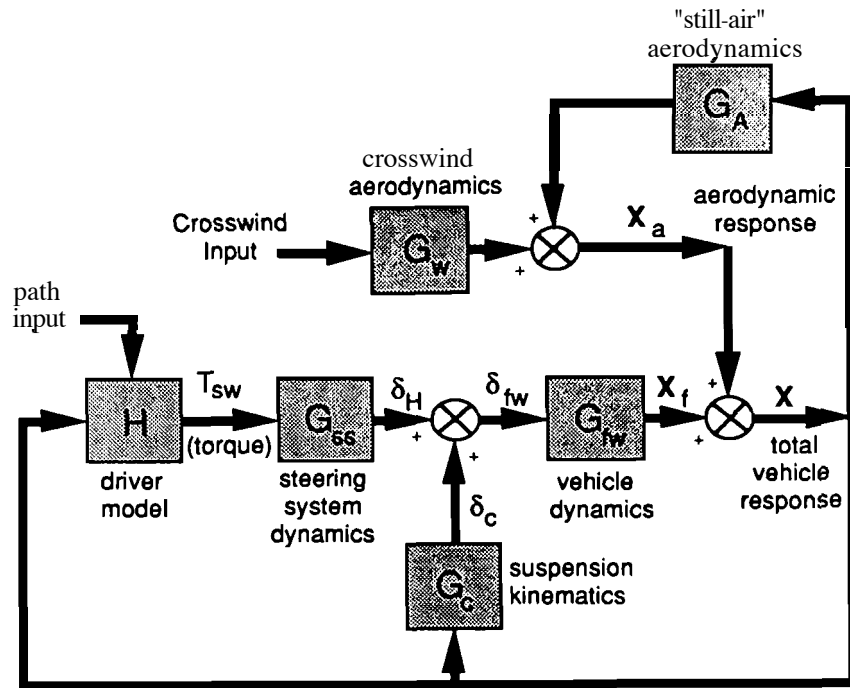 "still-air"
aerodynamics
G_A
crosswind
aerodynamics
aerodynamic
response
Crosswind
Input
G_w
+
+
X_a
path
input
T_sw
(torque)
H
driver
model
G_ss
steering
system
dynamics
δ_H
+
+
δ_fw
G_fw
vehicle
dynamics
X_f
+
+
X
total
vehicle
response
δ_c
G_c
suspension
kinematics